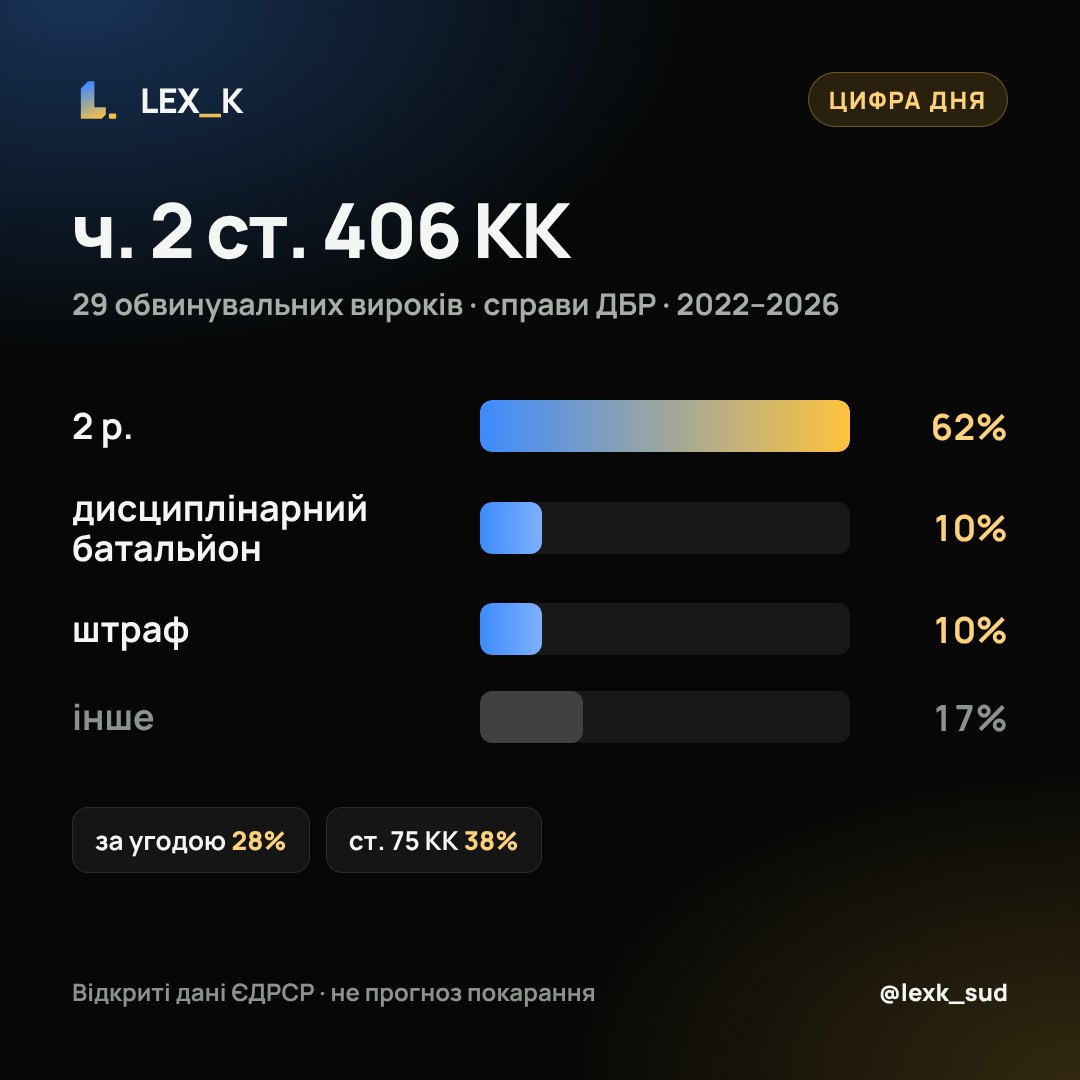 LEX_K
ЦИФРА ДНЯ
ч. 2 ст. 406 КК
29 обвинувальних вироків · справи ДБР · 2022–2026
2 р.
62%
дисциплінарний
батальйон
10%
штраф
10%
інше
17%
за угодою 28%
ст. 75 КК 38%
Відкриті дані ЄДРСР · не прогноз покарання
@lexk_sud